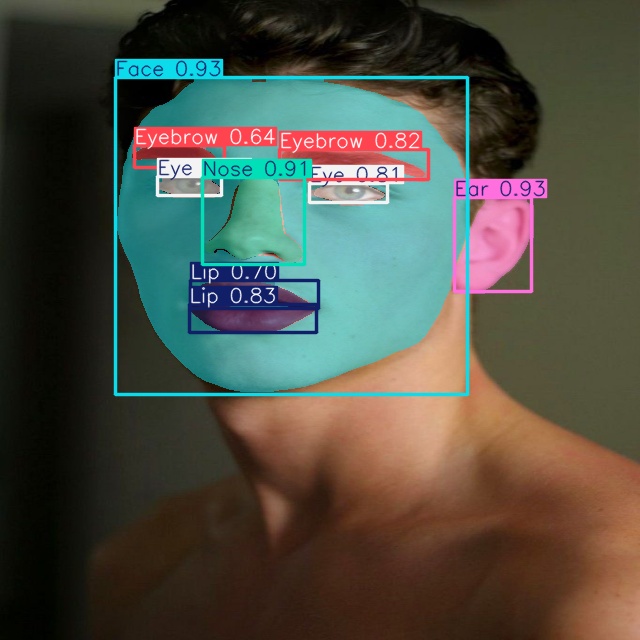 Face 0.93
Eyebrow 0.64
Eyebrow 0.82
Eye
Nose 0.91
Eye 0.81
Ear 0.93
Lip 0.70
Lip 0.83